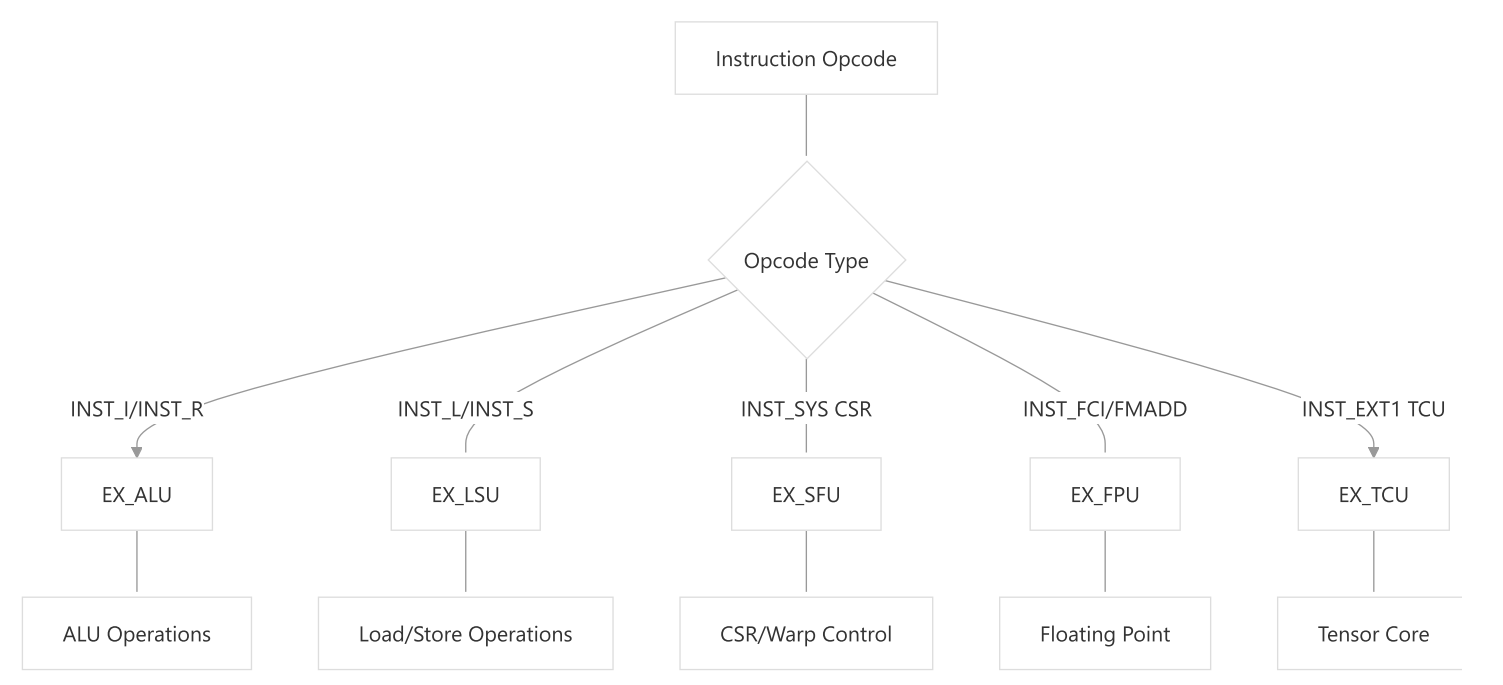 Instruction Opcode
Opcode Type
INST_I/INST_R
INST_L/INST_S
INST_SYS CSR
INST_FCI/FMADD
INST_EXT1 TCU
EX_ALU
EX_LSU
EX_SFU
EX_FPU
EX_TCU
ALU Operations
Load/Store Operations
CSR/Warp Control
Floating Point
Tensor Core